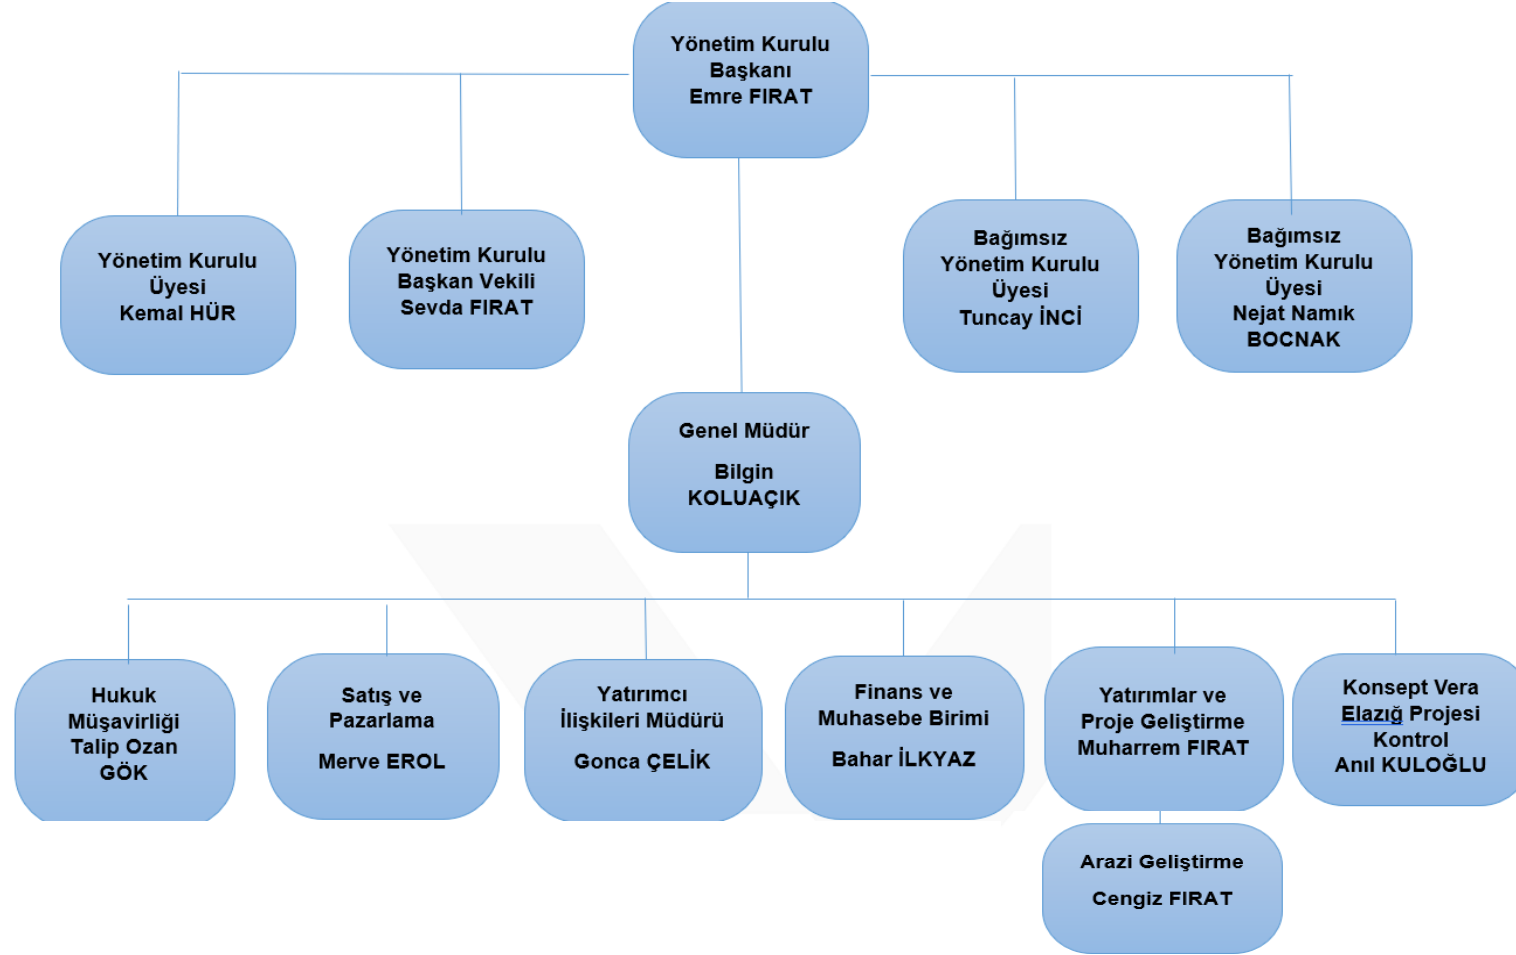 Yönetim Kurulu
Başkanı
Emre FIRAT
Yönetim Kurulu
Üyesi
Kemal HÜR
Yönetim Kurulu
Başkan Vekili
Sevda FIRAT
Bağımsız
Yönetim Kurulu
Üyesi
Tuncay İNCİ
Bağımsız
Yönetim Kurulu
Üyesi
Nejat Namık
BOCNAK
Genel Müdür
Bilgin
KOLUAÇIK
Hukuk
Müşavirliği
Talip Ozan
GÖK
Satış ve
Pazarlama
Merve EROL
Yatırımcı
İlişkileri Müdürü
Gonca ÇELİK
Finans ve
Muhasebe Birimi
Bahar İLKYAZ
Yatırımlar ve
Proje Geliştirme
Muharrem FIRAT
Konsept Vera
Elazığ Projesi
Kontrol
Anıl KULOĞLU
Arazi Geliştirme
Cengiz FIRAT